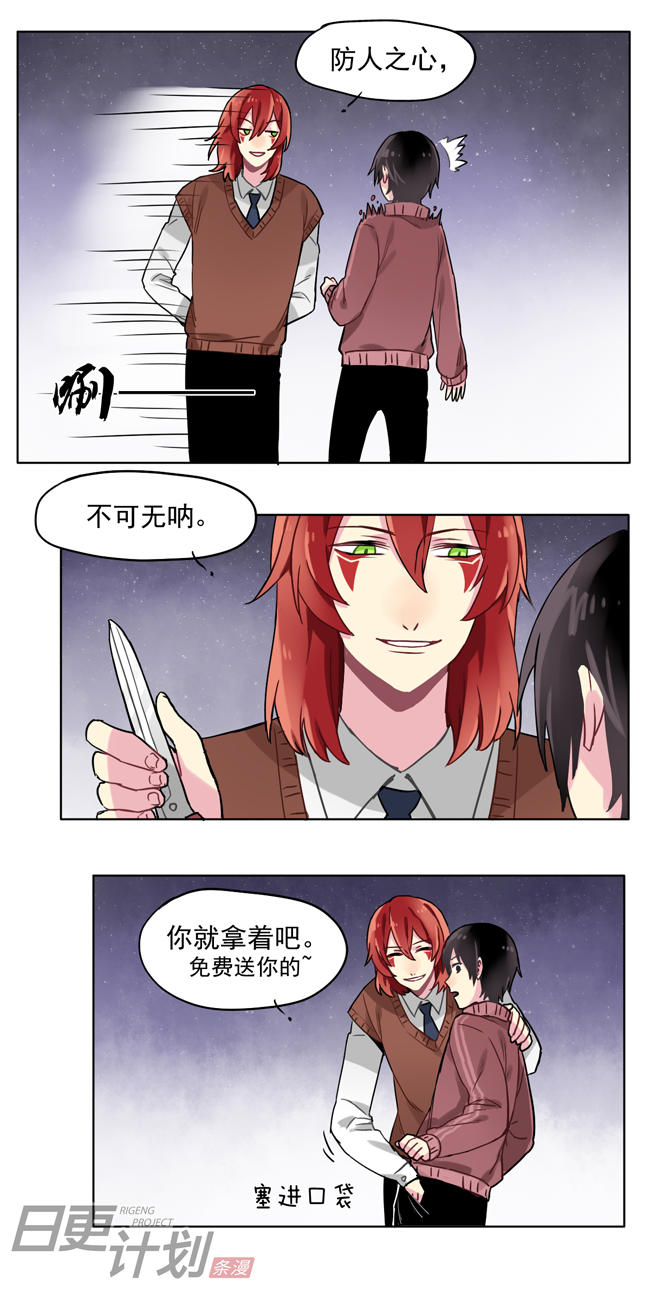 防人之心，
唰
不可无呐。
你就拿着吧。
免费送你的~
塞进口袋
日更
计划
RIGENG
PROJECT
条漫